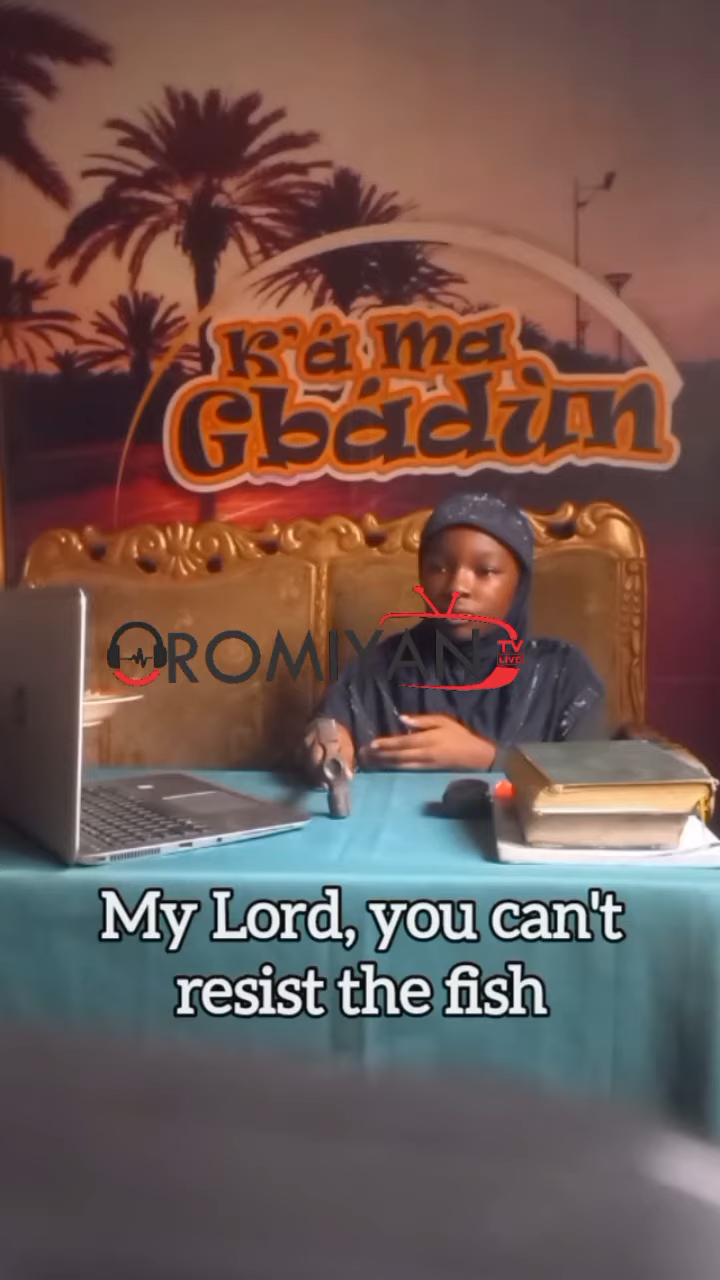 K'á ma
Gbádùn
OROMIYAN TV
LIVE
My Lord, you can't
resist the fish